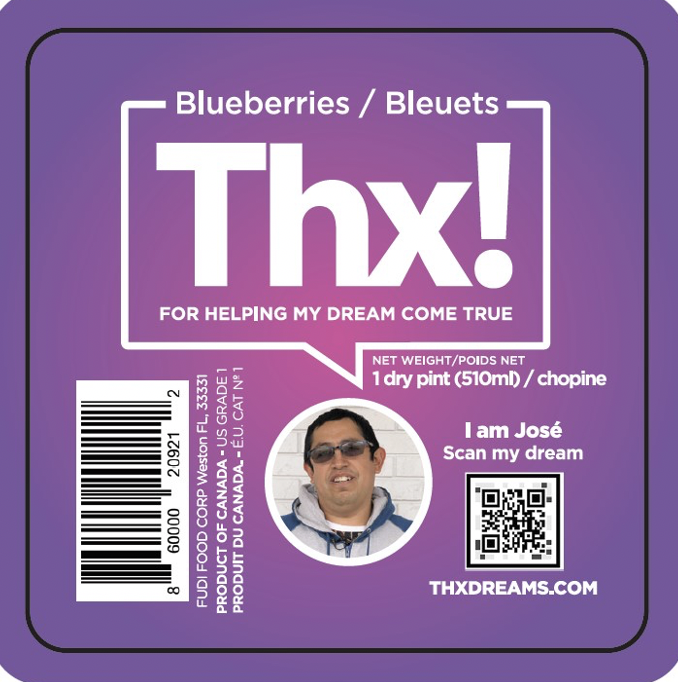 Blueberries / Bleuets
Thx!
FOR HELPING MY DREAM COME TRUE
NET WEIGHT/POIDS NET
1 dry pint (510ml) / chopine
I am José
Scan my dream
THXDREAMS.COM
8 60000 20921 2
FUDI FOOD CORP Weston FL, 33331
PRODUCT OF CANADA - US GRADE 1
PRODUIT DU CANADA. - É.U. CAT Nº 1